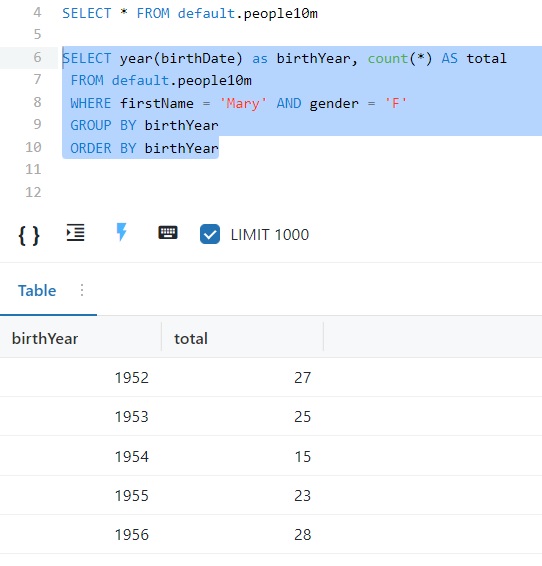 4 SELECT * FROM default.people10m
5
6 SELECT year(birthDate) as birthYear, count(*) AS total
7 FROM default.people10m
8 WHERE firstName = 'Mary' AND gender = 'F'
9 GROUP BY birthYear
10 ORDER BY birthYear
11
12
{ } LIMIT 1000
Table
birthYear total
1952 27
1953 25
1954 15
1955 23
1956 28